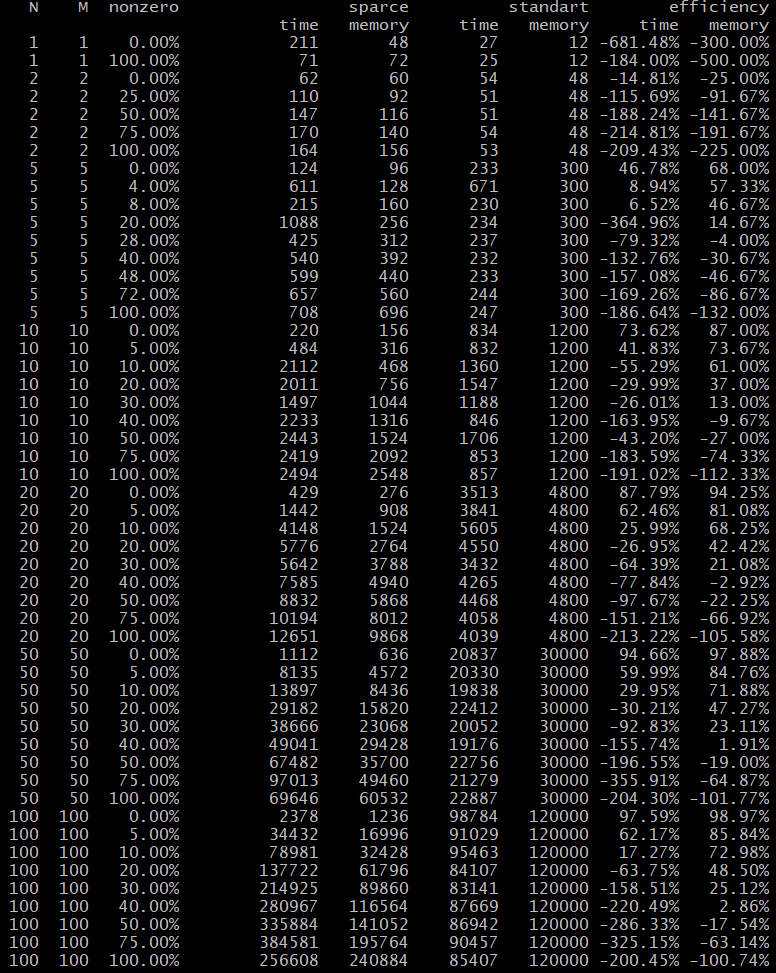 N M nonzero sparce standart efficiency
time memory time memory time memory
1 1 0.00% 211 48 27 12 -681.48% -300.00%
1 1 100.00% 71 72 25 12 -184.00% -500.00%
2 2 0.00% 62 60 54 48 -14.81% -25.00%
2 2 25.00% 110 92 51 48 -115.69% -91.67%
2 2 50.00% 147 116 51 48 -188.24% -141.67%
2 2 75.00% 170 140 54 48 -214.81% -191.67%
2 2 100.00% 164 156 53 48 -209.43% -225.00%
5 5 0.00% 124 96 233 300 46.78% 68.00%
5 5 4.00% 611 128 671 300 8.94% 57.33%
5 5 8.00% 215 160 230 300 6.52% 46.67%
5 5 20.00% 1088 256 234 300 -364.96% 14.67%
5 5 28.00% 425 312 237 300 -79.32% -4.00%
5 5 40.00% 540 392 232 300 -132.76% -30.67%
5 5 48.00% 599 440 233 300 -157.08% -46.67%
5 5 72.00% 657 560 244 300 -169.26% -86.67%
5 5 100.00% 708 696 247 300 -186.64% -132.00%
10 10 0.00% 220 156 834 1200 73.62% 87.00%
10 10 5.00% 484 316 832 1200 41.83% 73.67%
10 10 10.00% 2112 468 1360 1200 -55.29% 61.00%
10 10 20.00% 2011 756 1547 1200 -29.99% 37.00%
10 10 30.00% 1497 1044 1188 1200 -26.01% 13.00%
10 10 40.00% 2233 1316 846 1200 -163.95% -9.67%
10 10 50.00% 2443 1524 1706 1200 -43.20% -27.00%
10 10 75.00% 2419 2092 853 1200 -183.59% -74.33%
10 10 100.00% 2494 2548 857 1200 -191.02% -112.33%
20 20 0.00% 429 276 3513 4800 87.79% 94.25%
20 20 5.00% 1442 908 3841 4800 62.46% 81.08%
20 20 10.00% 4148 1524 5605 4800 25.99% 68.25%
20 20 20.00% 5776 2764 4550 4800 -26.95% 42.42%
20 20 30.00% 5642 3788 3432 4800 -64.39% 21.08%
20 20 40.00% 7585 4940 4265 4800 -77.84% -2.92%
20 20 50.00% 8832 5868 4468 4800 -97.67% -22.25%
20 20 75.00% 10194 8012 4058 4800 -151.21% -66.92%
20 20 100.00% 12651 9868 4039 4800 -213.22% -105.58%
50 50 0.00% 1112 636 20837 30000 94.66% 97.88%
50 50 5.00% 8135 4572 20330 30000 59.99% 84.76%
50 50 10.00% 13897 8436 19838 30000 29.95% 71.88%
50 50 20.00% 29182 15820 22412 30000 -30.21% 47.27%
50 50 30.00% 38666 23068 20052 30000 -92.83% 23.11%
50 50 40.00% 49041 29428 19176 30000 -155.74% 1.91%
50 50 50.00% 67482 35700 22756 30000 -196.55% -19.00%
50 50 75.00% 97013 49460 21279 30000 -355.91% -64.87%
50 50 100.00% 69646 60532 22887 30000 -204.30% -101.77%
100 100 0.00% 2378 1236 98784 120000 97.59% 98.97%
100 100 5.00% 34432 16996 91029 120000 62.17% 85.84%
100 100 10.00% 78981 32428 95463 120000 17.27% 72.98%
100 100 20.00% 137722 61796 84107 120000 -63.75% 48.50%
100 100 30.00% 214925 89860 83141 120000 -158.51% 25.12%
100 100 40.00% 280967 116564 87669 120000 -220.49% 2.86%
100 100 50.00% 335884 141052 86942 120000 -286.33% -17.54%
100 100 75.00% 384581 195764 90457 120000 -325.15% -63.14%
100 100 100.00% 256608 240884 85407 120000 -200.45% -100.74%